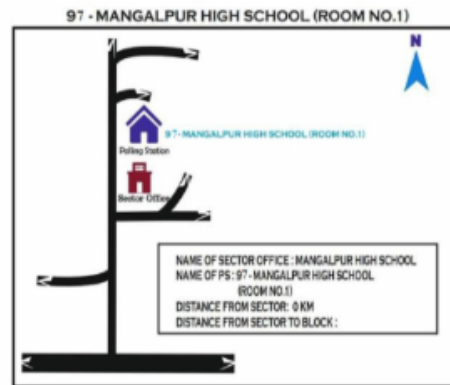 97 - MANGALPUR HIGH SCHOOL (ROOM NO.1)
N
97 - MANGALPUR HIGH SCHOOL (ROOM NO.1)
Polling Station
Sector Office
NAME OF SECTOR OFFICE : MANGALPUR HIGH SCHOOL
NAME OF PS : 97 - MANGALPUR HIGH SCHOOL
(ROOM NO.1)
DISTANCE FROM SECTOR: 0 KM
DISTANCE FROM SECTOR TO BLOCK :